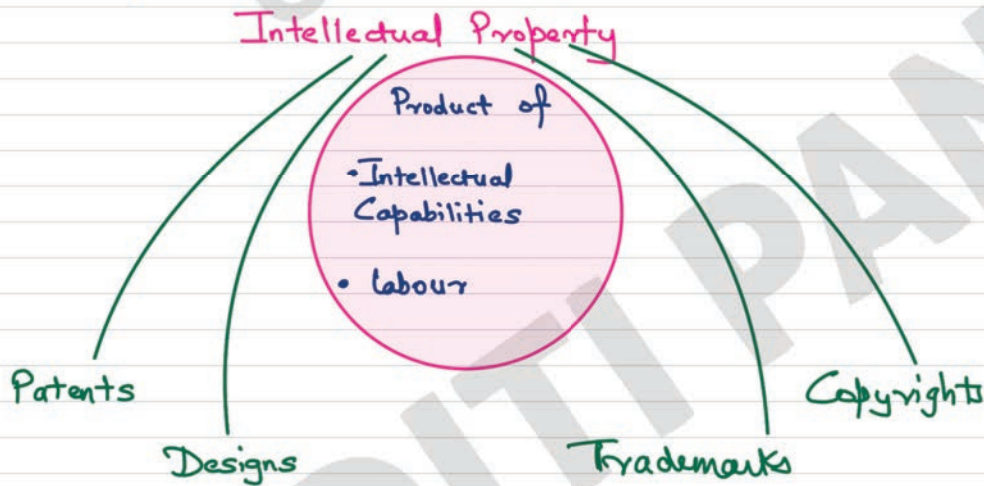 Intellectual Property
Product of
•Intellectual
Capabilities
• labour
Patents
Copyrights
Designs
Trademarks